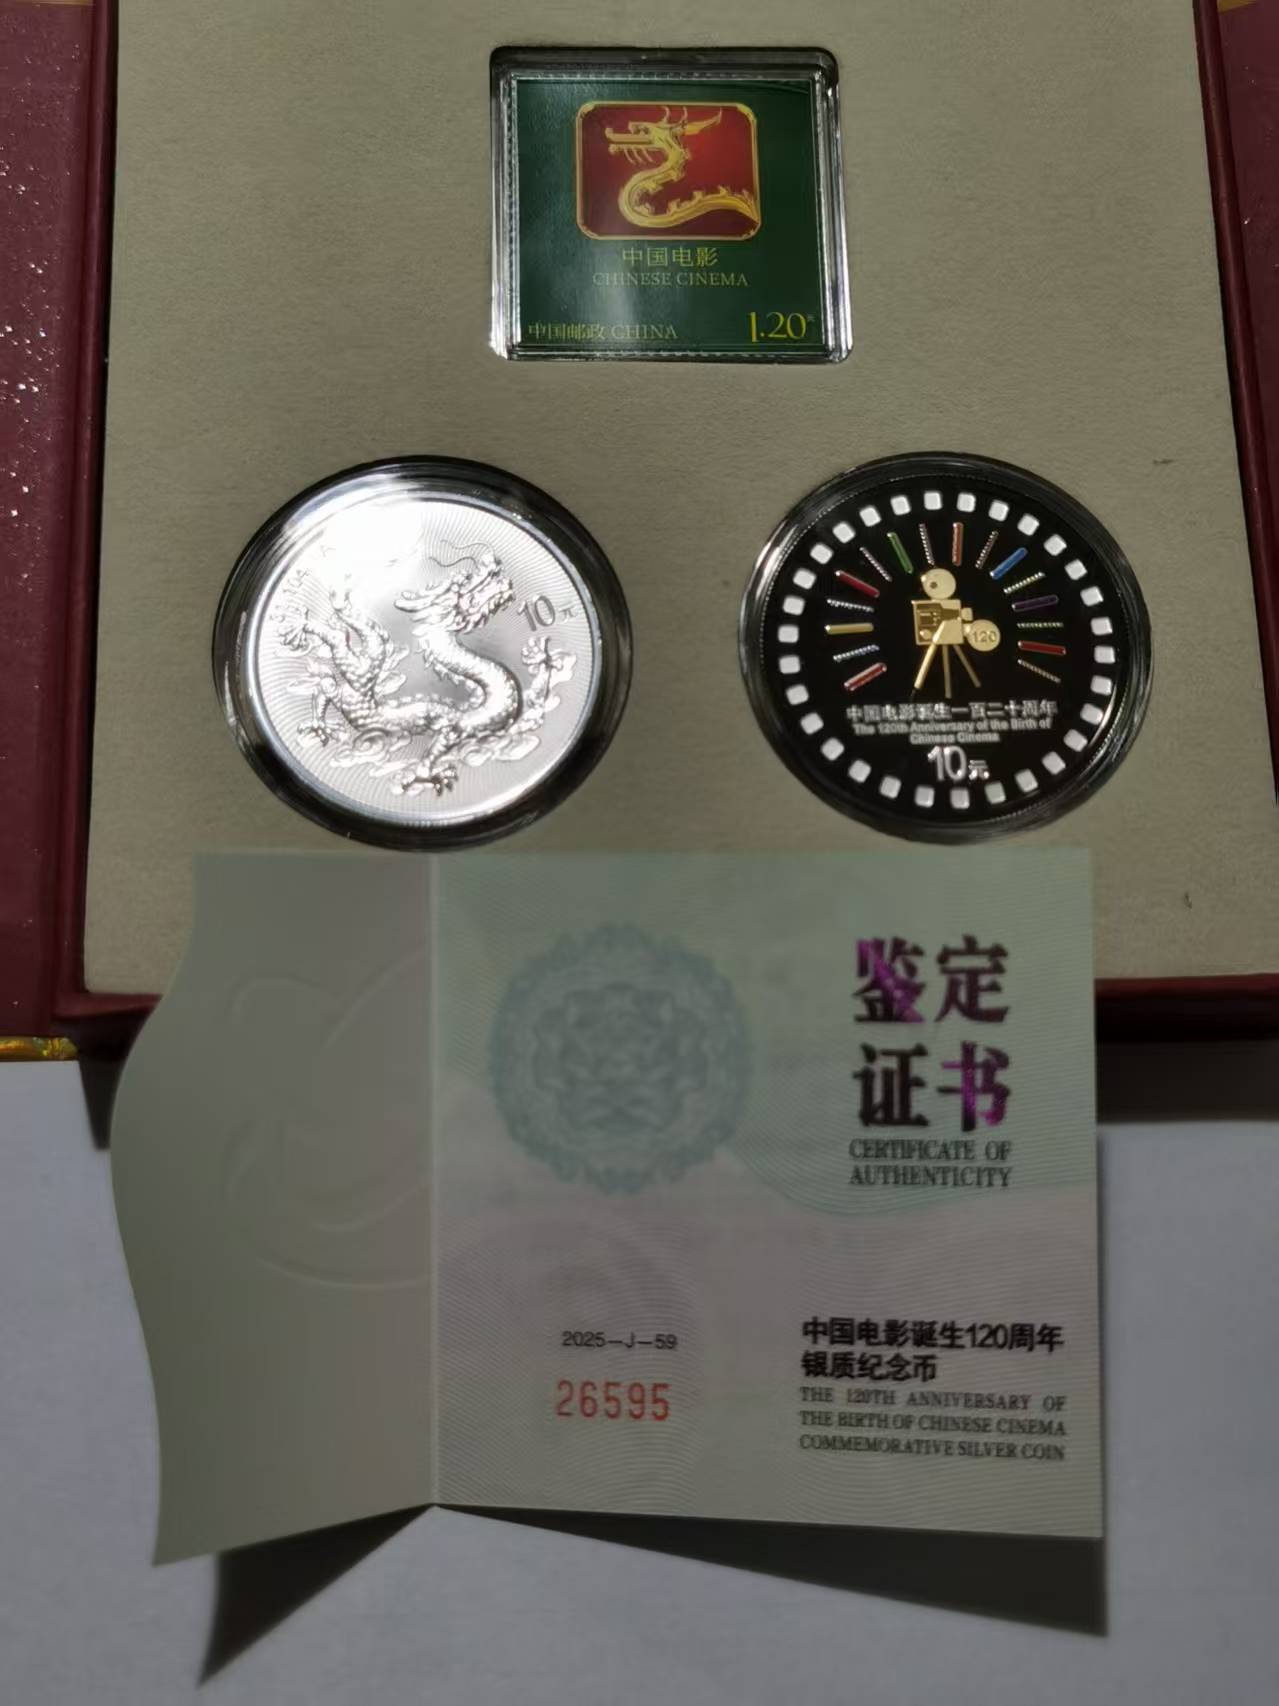 中国电影
CHINESE CINEMA
中国邮政 CHINA
1.20元
10元
120
中国电影诞生一百二十周年
The 120th Anniversary of the Birth of
Chinese Cinema
10元
鉴定
证书
CERTIFICATE OF
AUTHENTICITY
2025-J-59
26595
中国电影诞生120周年
银质纪念币
THE 120TH ANNIVERSARY OF
THE BIRTH OF CHINESE CINEMA
COMMEMORATIVE SILVER COIN